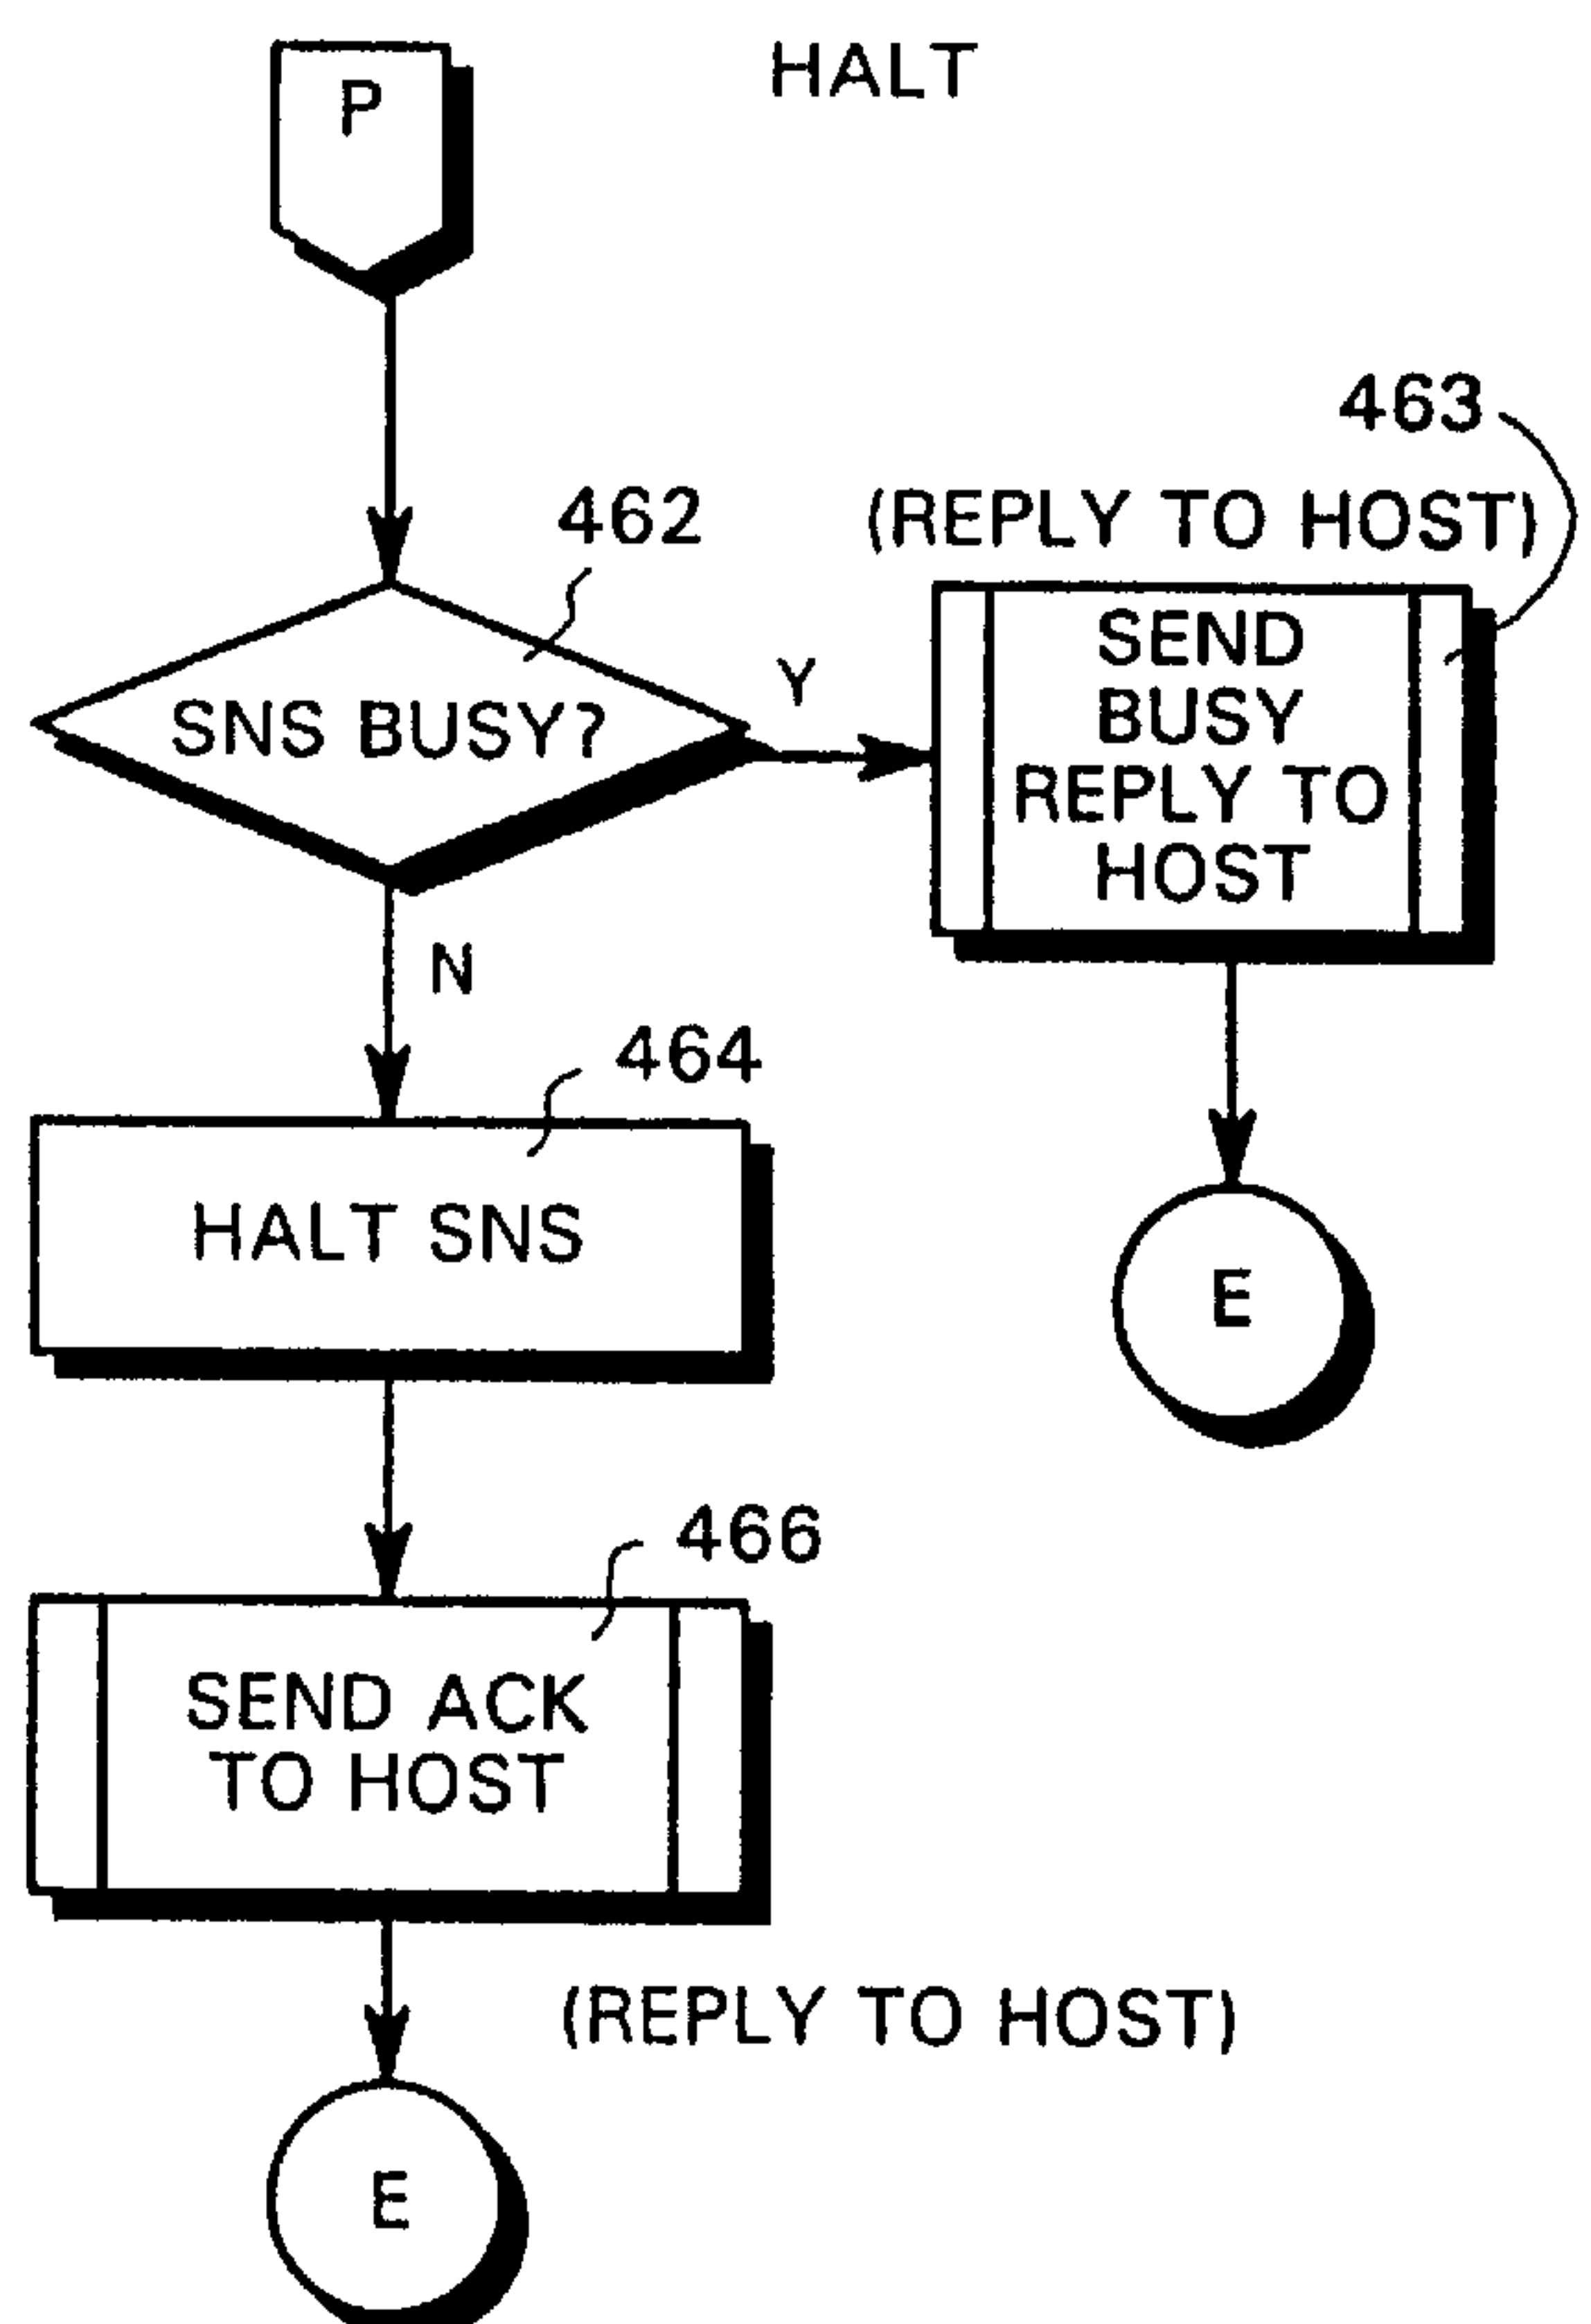 P
HALT
463
462
(REPLY TO HOST)
SNS BUSY?
Y
SEND
BUSY
REPLY TO
HOST
N
464
HALT SNS
E
466
SEND ACK
TO HOST
(REPLY TO HOST)
E